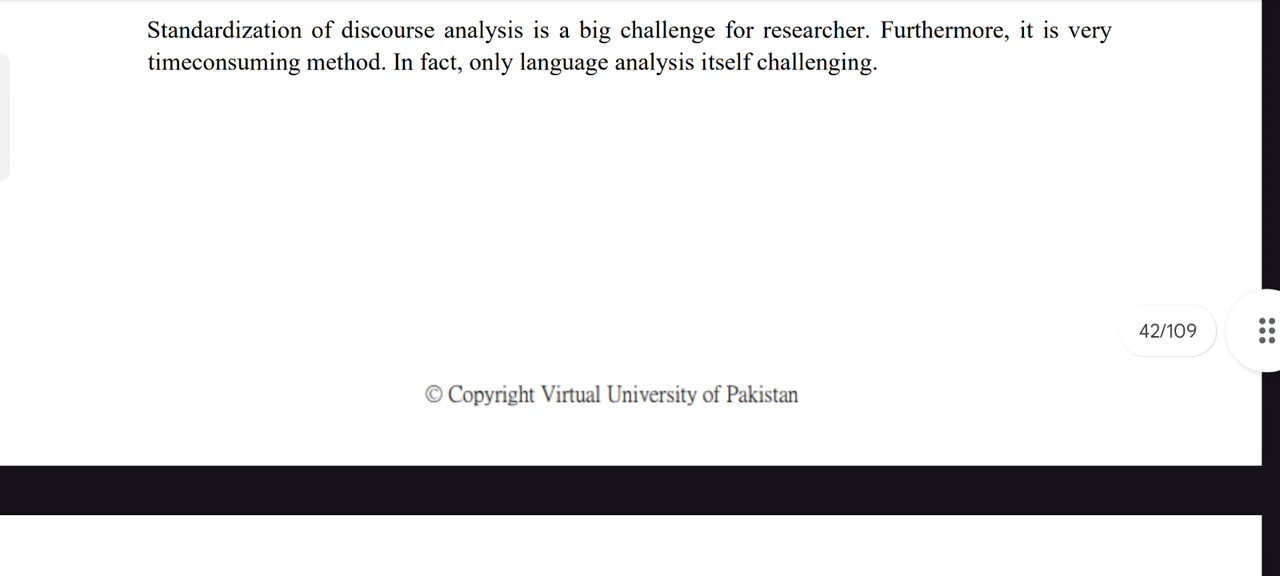 Standardization of discourse analysis is a big challenge for researcher. Furthermore, it is very
timeconsuming method. In fact, only language analysis itself challenging.
42/109
© Copyright Virtual University of Pakistan